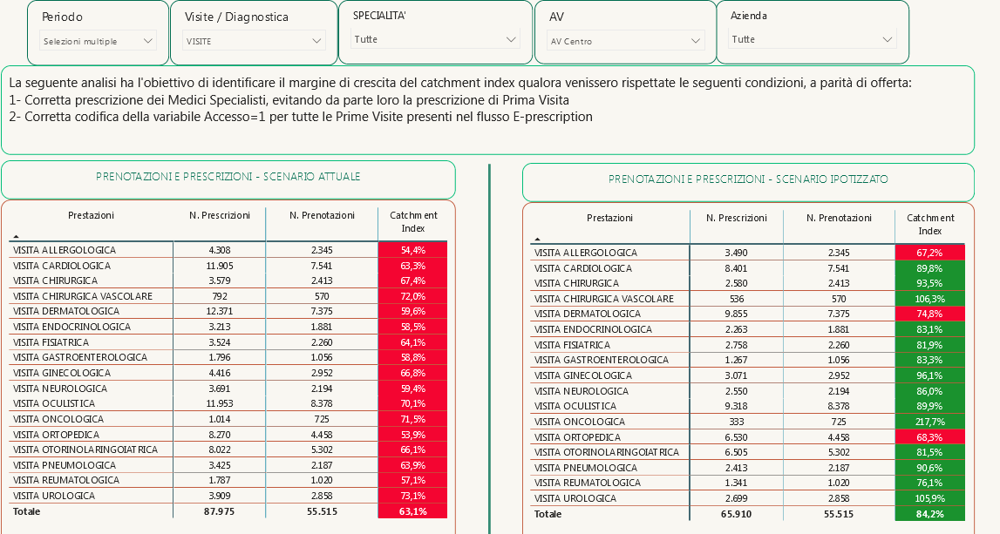 Periodo
Selezioni multiple
Visite / Diagnostica
VISITE
SPECIALITA'
Tutte
AV
AV Centro
Azienda
Tutte
La seguente analisi ha l'obiettivo di identificare il margine di crescita del catchment index qualora venissero rispettate le seguenti condizioni, a parità di offerta:
1- Corretta prescrizione dei Medici Specialisti, evitando da parte loro la prescrizione di Prima Visita
2- Corretta codifica della variabile Accesso=1 per tutte le Prime Visite presenti nel flusso E-prescription
PRENOTAZIONI E PRESCRIZIONI - SCENARIO ATTUALE
Prestazioni N. Prescrizioni N. Prenotazioni Catchment Index
VISITA ALLERGOLOGICA 4.308 2.345 54,4%
VISITA CARDIOLOGICA 11.905 7.541 63,3%
VISITA CHIRURGICA 3.579 2.413 67,4%
VISITA CHIRURGICA VASCOLARE 792 570 72,0%
VISITA DERMATOLOGICA 12.371 7.375 59,6%
VISITA ENDOCRINOLOGICA 3.213 1.881 58,5%
VISITA FISIATRICA 3.524 2.260 64,1%
VISITA GASTROENTEROLOGICA 1.796 1.056 58,8%
VISITA GINECOLOGICA 4.416 2.952 66,8%
VISITA NEUROLOGICA 3.691 2.194 59,4%
VISITA OCULISTICA 11.953 8.378 70,1%
VISITA ONCOLOGICA 1.014 725 71,5%
VISITA ORTOPEDICA 8.270 4.458 53,9%
VISITA OTORINOLARINGOIATRICA 8.022 5.302 66,1%
VISITA PNEUMOLOGICA 3.425 2.187 63,9%
VISITA REUMATOLOGICA 1.787 1.020 57,1%
VISITA UROLOGICA 3.909 2.858 73,1%
Totale 87.975 55.515 63,1%
PRENOTAZIONI E PRESCRIZIONI - SCENARIO IPOTIZZATO
Prestazioni N. Prescrizioni N. Prenotazioni Catchment Index
VISITA ALLERGOLOGICA 3.490 2.345 67,2%
VISITA CARDIOLOGICA 8.401 7.541 89,8%
VISITA CHIRURGICA 2.580 2.413 93,5%
VISITA CHIRURGICA VASCOLARE 536 570 106,3%
VISITA DERMATOLOGICA 9.855 7.375 74,8%
VISITA ENDOCRINOLOGICA 2.263 1.881 83,1%
VISITA FISIATRICA 2.758 2.260 81,9%
VISITA GASTROENTEROLOGICA 1.267 1.056 83,3%
VISITA GINECOLOGICA 3.071 2.952 96,1%
VISITA NEUROLOGICA 2.550 2.194 86,0%
VISITA OCULISTICA 9.318 8.378 89,9%
VISITA ONCOLOGICA 333 725 217,7%
VISITA ORTOPEDICA 6.530 4.458 68,3%
VISITA OTORINOLARINGOIATRICA 6.505 5.302 81,5%
VISITA PNEUMOLOGICA 2.413 2.187 90,6%
VISITA REUMATOLOGICA 1.341 1.020 76,1%
VISITA UROLOGICA 2.699 2.858 105,9%
Totale 65.910 55.515 84,2%